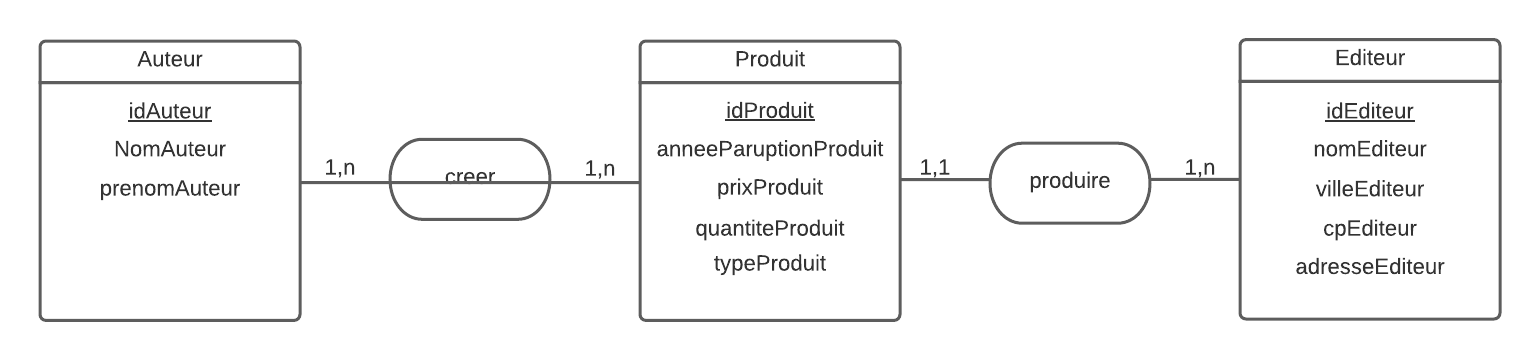 Auteur
idAuteur
NomAuteur
prenomAuteur
1,n
creer
1,n
Produit
idProduit
anneeParuptionProduit
prixProduit
quantiteProduit
typeProduit
1,1
produire
1,n
Editeur
idEditeur
nomEditeur
villeEditeur
cpEditeur
adresseEditeur